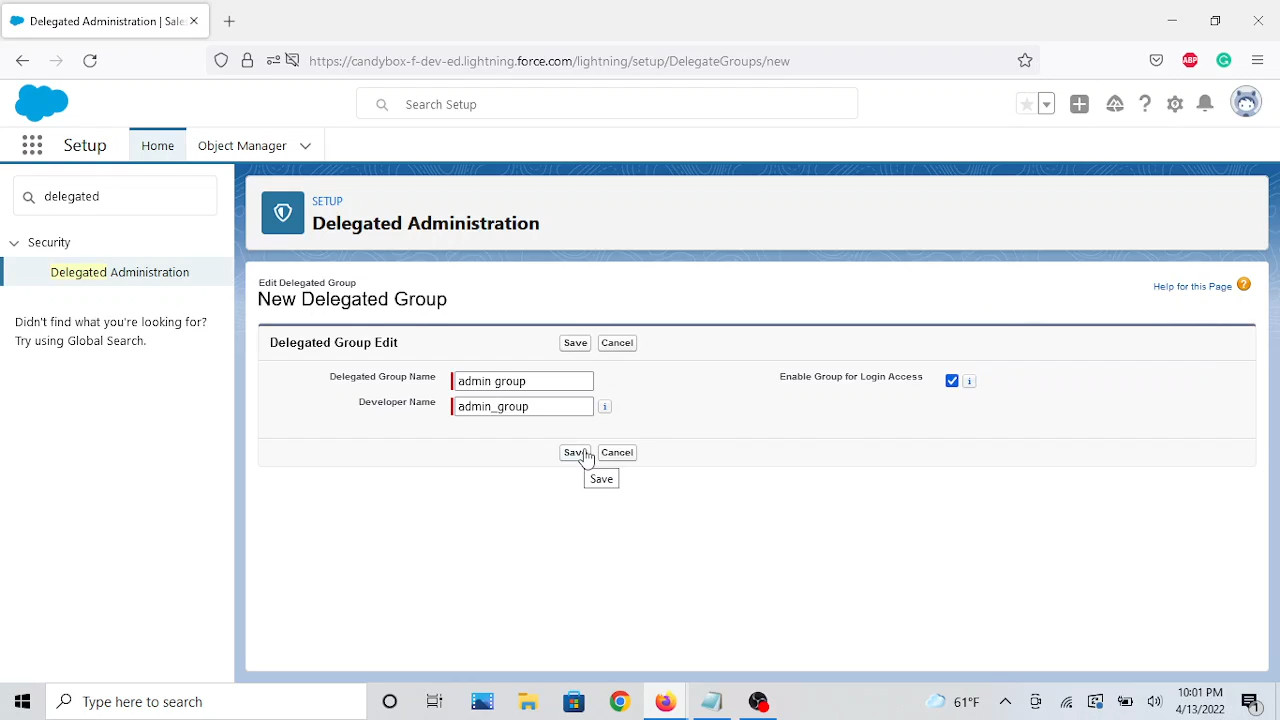 Delegated Administration | Sale
https://candybox-f-dev-ed.lightning.force.com/lightning/setup/DelegateGroups/new
ABP
Search Setup
Setup
Home
Object Manager
delegated
Security
Delegated Administration
Didn't find what you're looking for?
Try using Global Search.
SETUP
Delegated Administration
Edit Delegated Group
New Delegated Group
Help for this Page
Delegated Group Edit
Save
Cancel
Delegated Group Name
admin group
Enable Group for Login Access
Developer Name
admin_group
Save
Cancel
Save
Type here to search
61°F
10:01 PM
4/13/2022
1